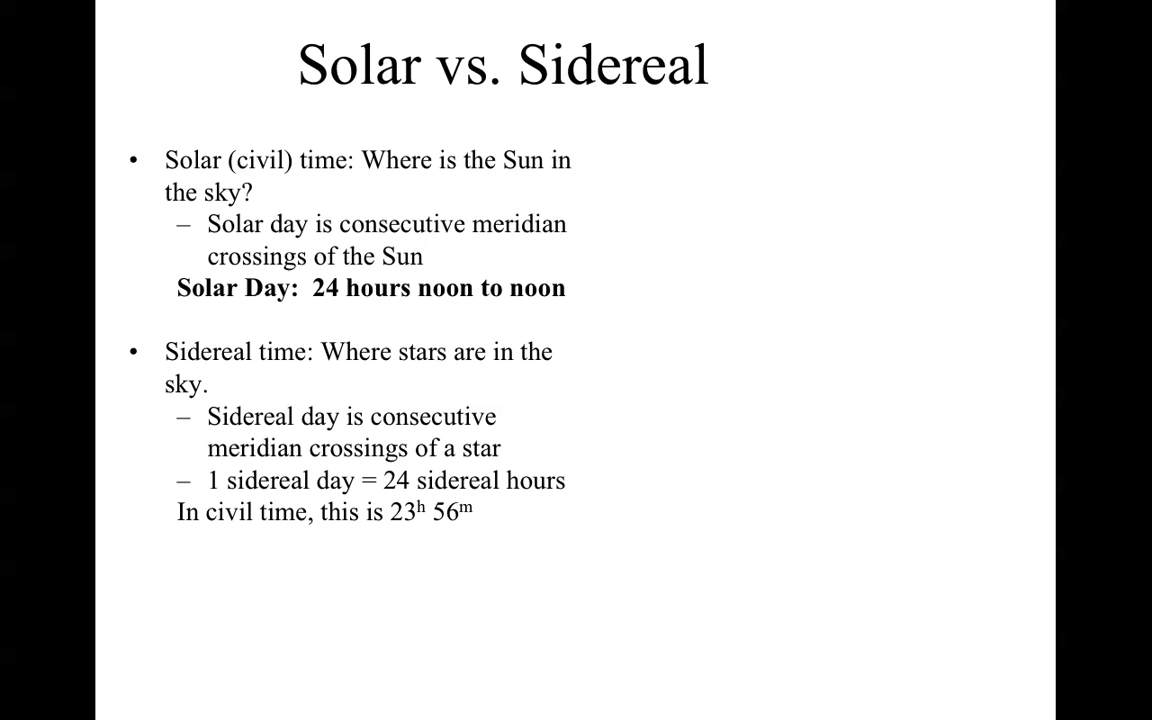 Solar vs. Sidereal
• Solar (civil) time: Where is the Sun in
the sky?
– Solar day is consecutive meridian
crossings of the Sun
Solar Day: 24 hours noon to noon
• Sidereal time: Where stars are in the
sky.
– Sidereal day is consecutive
meridian crossings of a star
– 1 sidereal day = 24 sidereal hours
In civil time, this is 23ʰ 56ᵐ